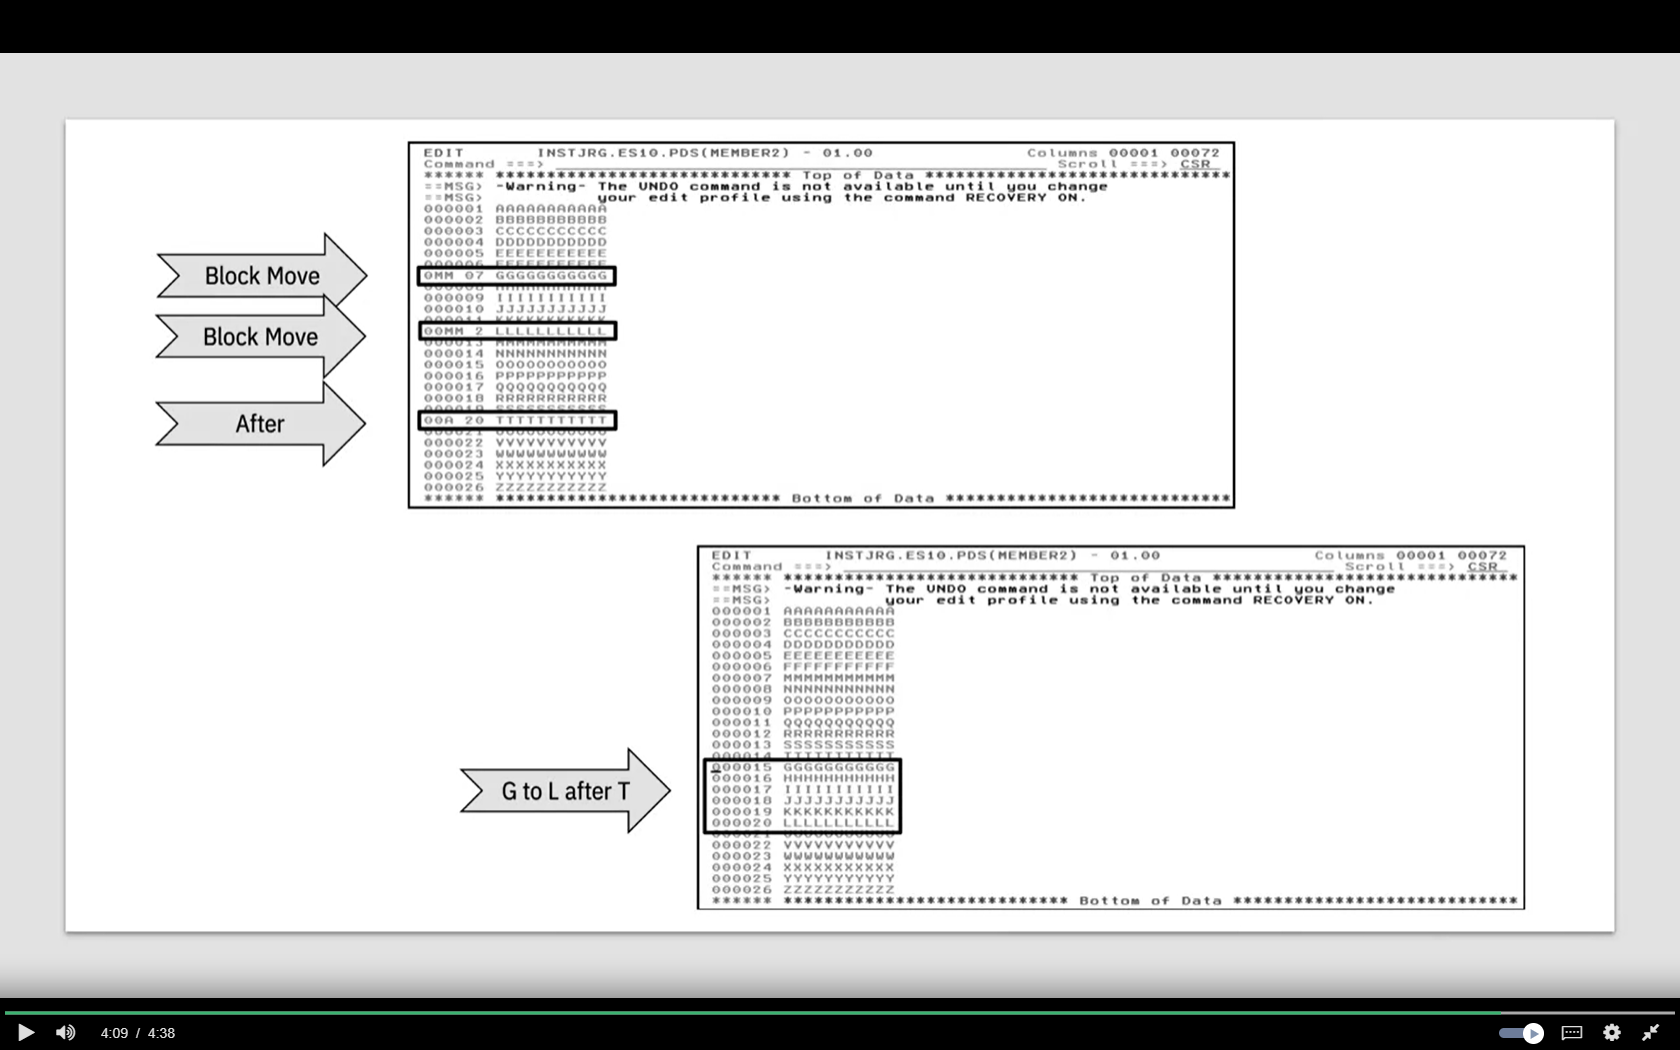 EDIT INSTJRG.ES10.PDS(MEMBER2) - 01.00 Columns 00001 00072
Command ===> Scroll ===> CSR
****** ***************************** Top of Data ******************************
==MSG> -Warning- The UNDO command is not available until you change
==MSG> your edit profile using the command RECOVERY ON.
000001 AAAAAAAAAAA
000002 BBBBBBBBBBB
000003 CCCCCCCCCCC
000004 DDDDDDDDDDD
000005 EEEEEEEEEEE
Block Move
0MM 07 GGGGGGGGGGG
000009 IIIIIIIIIII
000010 JJJJJJJJJJJ
000011 KKKKKKKKKKK
Block Move
00MM 2 LLLLLLLLLLL
000013 MMMMMMMMMMM
000014 NNNNNNNNNNN
000015 OOOOOOOOOOO
000016 PPPPPPPPPPP
000017 QQQQQQQQQQQ
000018 RRRRRRRRRRR
000019 SSSSSSSSSSS
After
00A 20 TTTTTTTTTTT
000022 VVVVVVVVVVV
000023 WWWWWWWWWWW
000024 XXXXXXXXXXX
000025 YYYYYYYYYYY
000026 ZZZZZZZZZZZ
****** **************************** Bottom of Data ****************************
EDIT INSTJRG.ES10.PDS(MEMBER2) - 01.00 Columns 00001 00072
Command ===> Scroll ===> CSR
****** ***************************** Top of Data ******************************
==MSG> -Warning- The UNDO command is not available until you change
==MSG> your edit profile using the command RECOVERY ON.
000001 AAAAAAAAAAA
000002 BBBBBBBBBBB
000003 CCCCCCCCCCC
000004 DDDDDDDDDDD
000005 EEEEEEEEEEE
000006 FFFFFFFFFFF
000007 MMMMMMMMMMM
000008 NNNNNNNNNNN
000009 OOOOOOOOOOO
000010 PPPPPPPPPPP
000011 QQQQQQQQQQQ
000012 RRRRRRRRRRR
000013 SSSSSSSSSSS
000014 TTTTTTTTTTT
G to L after T
000015 GGGGGGGGGGG
000016 HHHHHHHHHHH
000017 IIIIIIIIIII
000018 JJJJJJJJJJJ
000019 KKKKKKKKKKK
000020 LLLLLLLLLLL
000022 VVVVVVVVVVV
000023 WWWWWWWWWWW
000024 XXXXXXXXXXX
000025 YYYYYYYYYYY
000026 ZZZZZZZZZZZ
****** **************************** Bottom of Data ****************************
4:09 / 4:38